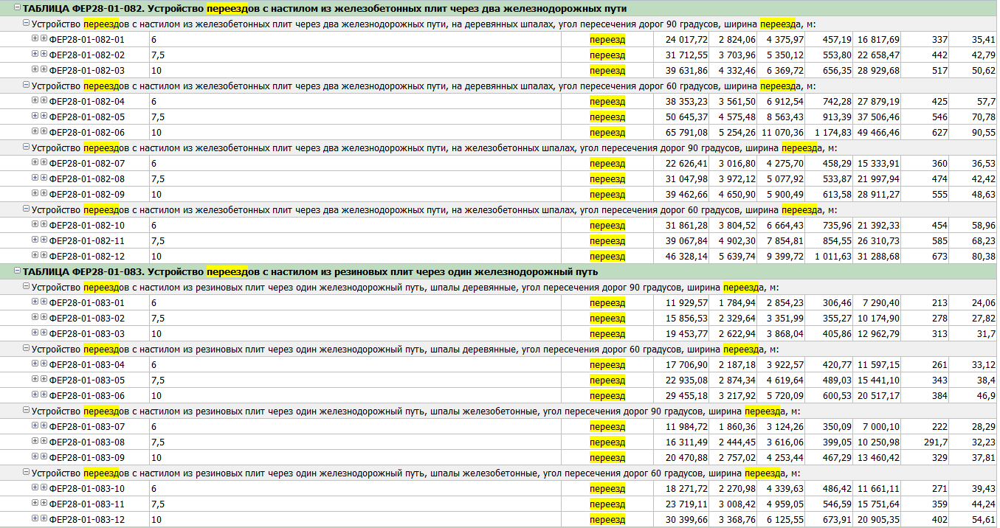 ТАБЛИЦА ФЕР28-01-082. Устройство переездов с настилом из железобетонных плит через два железнодорожных пути
Устройство переездов с настилом из железобетонных плит через два железнодорожных пути, на деревянных шпалах, угол пересечения дорог 90 градусов, ширина переезда, м:
ФЕР28-01-082-01 6 переезд 24 017,72 2 824,06 4 375,97 457,19 16 817,69 337 35,41
ФЕР28-01-082-02 7,5 переезд 31 712,55 3 703,96 5 350,12 553,80 22 658,47 442 42,79
ФЕР28-01-082-03 10 переезд 39 631,86 4 332,46 6 369,72 656,35 28 929,68 517 50,62
Устройство переездов с настилом из железобетонных плит через два железнодорожных пути, на деревянных шпалах, угол пересечения дорог 60 градусов, ширина переезда, м:
ФЕР28-01-082-04 6 переезд 38 353,23 3 561,50 6 912,54 742,28 27 879,19 425 57,7
ФЕР28-01-082-05 7,5 переезд 50 645,37 4 575,48 8 563,43 913,39 37 506,46 546 70,78
ФЕР28-01-082-06 10 переезд 65 791,08 5 254,26 11 070,36 1 174,83 49 466,46 627 90,55
Устройство переездов с настилом из железобетонных плит через два железнодорожных пути, на железобетонных шпалах, угол пересечения дорог 90 градусов, ширина переезда, м:
ФЕР28-01-082-07 6 переезд 22 626,41 3 016,80 4 275,70 458,29 15 333,91 360 36,53
ФЕР28-01-082-08 7,5 переезд 31 047,98 3 972,12 5 077,92 533,87 21 997,94 474 42,42
ФЕР28-01-082-09 10 переезд 39 462,66 4 650,90 5 900,49 613,58 28 911,27 555 48,63
Устройство переездов с настилом из железобетонных плит через два железнодорожных пути, на железобетонных шпалах, угол пересечения дорог 60 градусов, ширина переезда, м:
ФЕР28-01-082-10 6 переезд 31 861,28 3 804,52 6 664,43 735,96 21 392,33 454 58,96
ФЕР28-01-082-11 7,5 переезд 39 067,84 4 902,30 7 854,81 854,55 26 310,73 585 68,23
ФЕР28-01-082-12 10 переезд 46 328,14 5 639,74 9 399,72 1 011,63 31 288,68 673 80,38
ТАБЛИЦА ФЕР28-01-083. Устройство переездов с настилом из резиновых плит через один железнодорожный путь
Устройство переездов с настилом из резиновых плит через один железнодорожный путь, шпалы деревянные, угол пересечения дорог 90 градусов, ширина переезда, м:
ФЕР28-01-083-01 6 переезд 11 929,57 1 784,94 2 854,23 306,46 7 290,40 213 24,06
ФЕР28-01-083-02 7,5 переезд 15 856,53 2 329,64 3 351,99 355,27 10 174,90 278 27,82
ФЕР28-01-083-03 10 переезд 19 453,77 2 622,94 3 868,04 405,86 12 962,79 313 31,7
Устройство переездов с настилом из резиновых плит через один железнодорожный путь, шпалы деревянные, угол пересечения дорог 60 градусов, ширина переезда, м:
ФЕР28-01-083-04 6 переезд 17 706,90 2 187,18 3 922,57 420,77 11 597,15 261 33,12
ФЕР28-01-083-05 7,5 переезд 22 935,08 2 874,34 4 619,64 489,03 15 441,10 343 38,4
ФЕР28-01-083-06 10 переезд 29 455,18 3 217,92 5 720,09 600,53 20 517,17 384 46,9
Устройство переездов с настилом из резиновых плит через один железнодорожный путь, шпалы железобетонные, угол пересечения дорог 90 градусов, ширина переезда, м:
ФЕР28-01-083-07 6 переезд 11 984,72 1 860,36 3 124,26 350,09 7 000,10 222 28,29
ФЕР28-01-083-08 7,5 переезд 16 311,49 2 444,45 3 616,06 399,05 10 250,98 291,7 32,23
ФЕР28-01-083-09 10 переезд 20 470,88 2 757,02 4 253,44 467,29 13 460,42 329 37,81
Устройство переездов с настилом из резиновых плит через один железнодорожный путь, шпалы железобетонные, угол пересечения дорог 60 градусов, ширина переезда, м:
ФЕР28-01-083-10 6 переезд 18 271,72 2 270,98 4 339,63 486,42 11 661,11 271 39,43
ФЕР28-01-083-11 7,5 переезд 23 719,11 3 008,42 4 959,05 546,59 15 751,64 359 44,24
ФЕР28-01-083-12 10 переезд 30 399,66 3 368,76 6 125,55 673,91 20 905,35 402 54,61